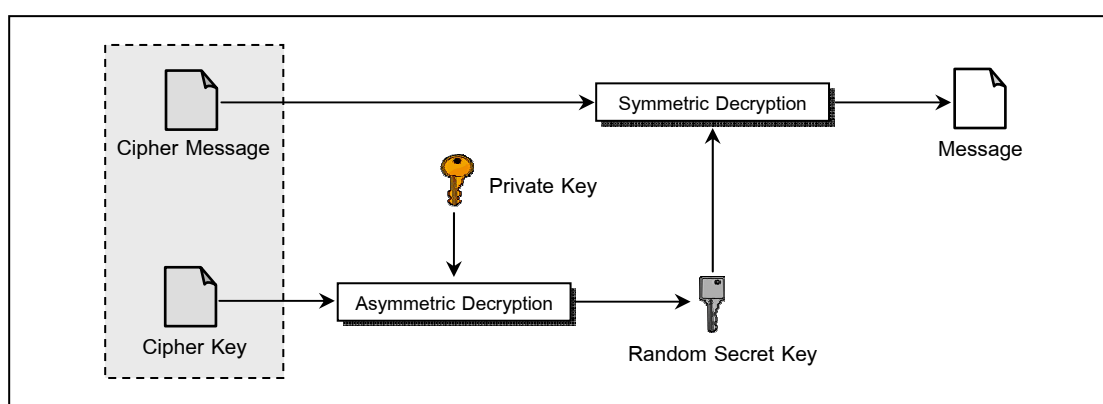 Symmetric Decryption
Cipher Message
Message
Private Key
Asymmetric Decryption
Cipher Key
Random Secret Key